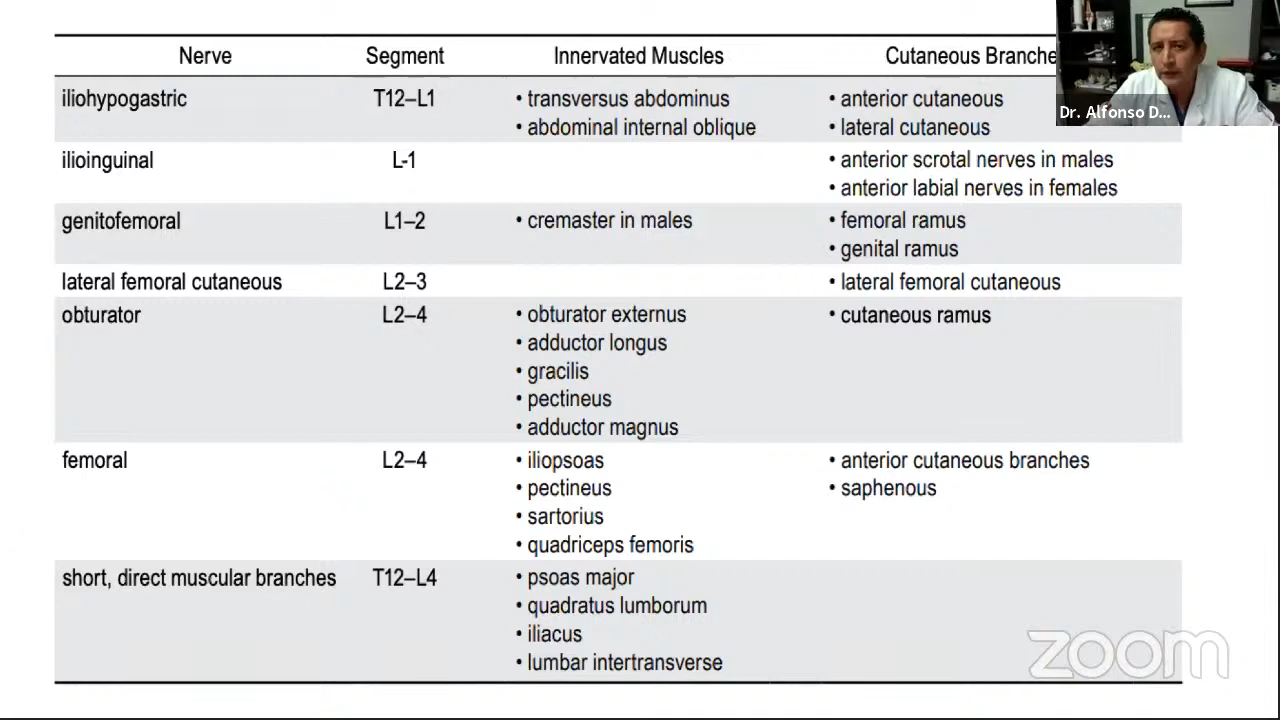 Nerve Segment Innervated Muscles Cutaneous Branche
iliohypogastric T12–L1 • transversus abdominus • anterior cutaneous
• abdominal internal oblique • lateral cutaneous
Dr. Alfonso D...
ilioinguinal L-1 • anterior scrotal nerves in males
• anterior labial nerves in females
genitofemoral L1–2 • cremaster in males • femoral ramus
• genital ramus
lateral femoral cutaneous L2–3 • lateral femoral cutaneous
obturator L2–4 • obturator externus • cutaneous ramus
• adductor longus
• gracilis
• pectineus
• adductor magnus
femoral L2–4 • iliopsoas • anterior cutaneous branches
• pectineus • saphenous
• sartorius
• quadriceps femoris
short, direct muscular branches T12–L4 • psoas major
• quadratus lumborum
• iliacus
• lumbar intertransverse
zoom